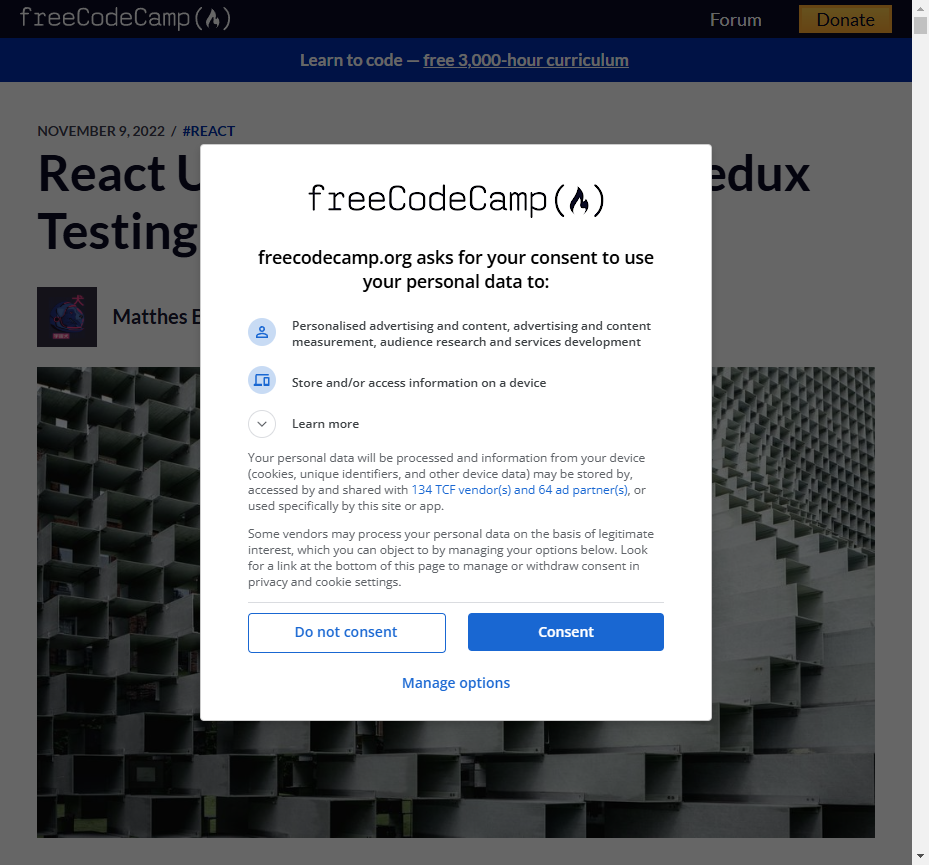 freeCodeCamp(🔥)
Forum
Donate
Learn to code — free 3,000-hour curriculum
NOVEMBER 9, 2022 / #REACT
React
Testing
Matthes
freeCodeCamp(🔥)
freecodecamp.org asks for your consent to use
your personal data to:
Personalised advertising and content, advertising and content
measurement, audience research and services development
Store and/or access information on a device
Learn more
Your personal data will be processed and information from your device
(cookies, unique identifiers, and other device data) may be stored by,
accessed by and shared with 134 TCF vendor(s) and 64 ad partner(s), or
used specifically by this site or app.
Some vendors may process your personal data on the basis of legitimate
interest, which you can object to by managing your options below. Look
for a link at the bottom of this page to manage or withdraw consent in
privacy and cookie settings.
Do not consent
Consent
Manage options